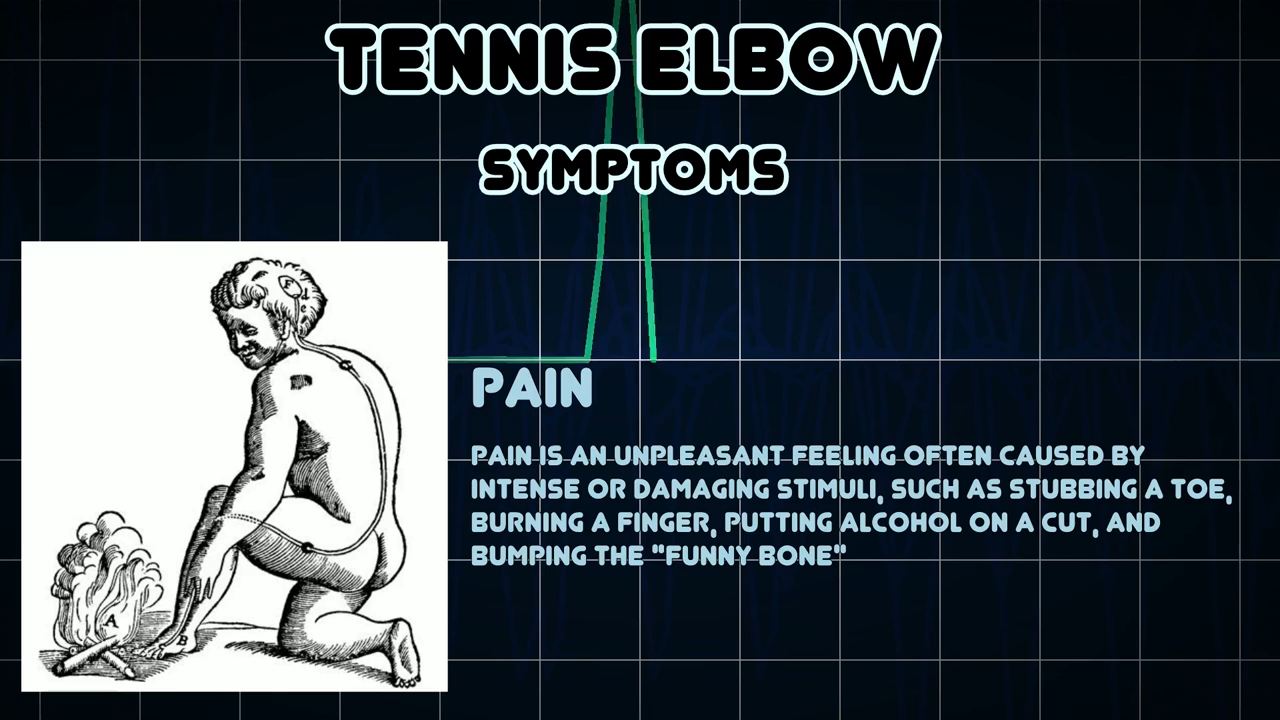 TENNIS ELBOW
SYMPTOMS
PAIN
PAIN IS AN UNPLEASANT FEELING OFTEN CAUSED BY
INTENSE OR DAMAGING STIMULI, SUCH AS STUBBING A TOE,
BURNING A FINGER, PUTTING ALCOHOL ON A CUT, AND
BUMPING THE "FUNNY BONE"
F
A
B